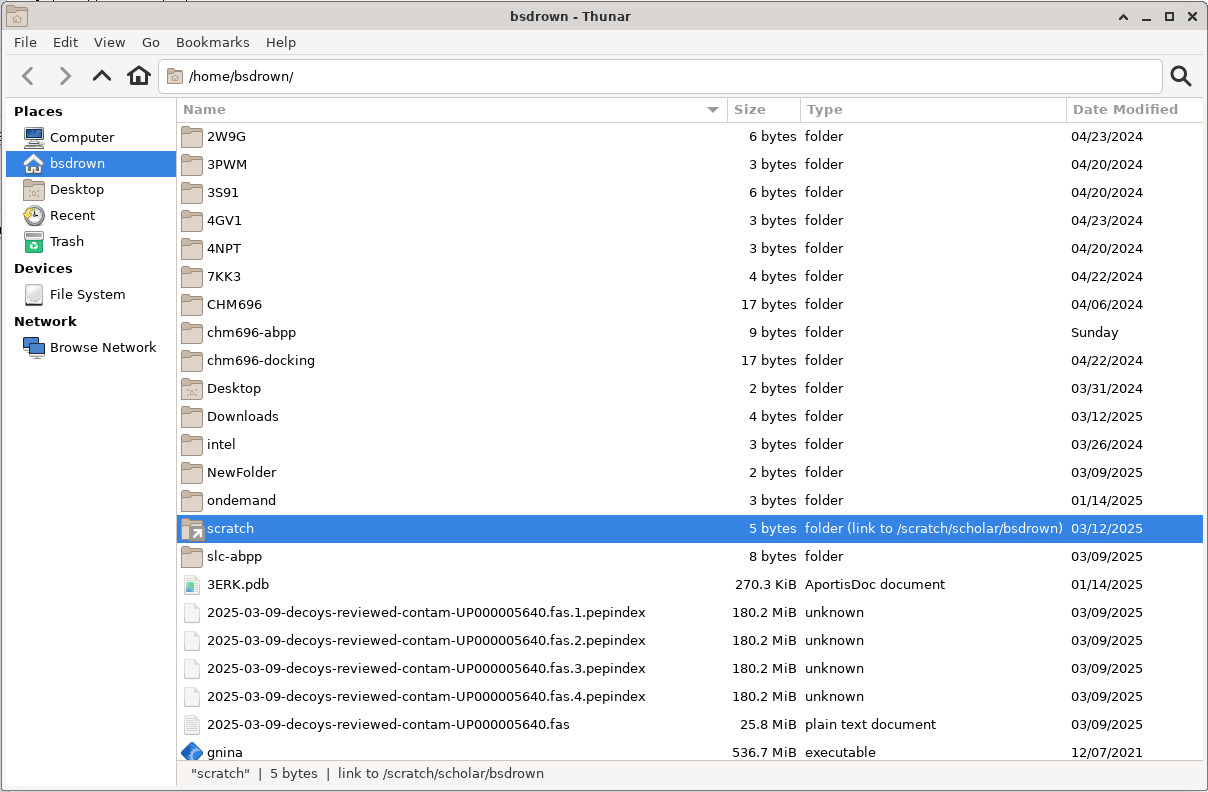 bsdrown - Thunar
File Edit View Go Bookmarks Help
/home/bsdrown/
Places
Computer
bsdrown
Desktop
Recent
Trash
Devices
File System
Network
Browse Network
Name Size Type Date Modified
2W9G 6 bytes folder 04/23/2024
3PWM 3 bytes folder 04/20/2024
3S91 6 bytes folder 04/20/2024
4GV1 3 bytes folder 04/23/2024
4NPT 3 bytes folder 04/20/2024
7KK3 4 bytes folder 04/22/2024
CHM696 17 bytes folder 04/06/2024
chm696-abpp 9 bytes folder Sunday
chm696-docking 17 bytes folder 04/22/2024
Desktop 2 bytes folder 03/31/2024
Downloads 4 bytes folder 03/12/2025
intel 3 bytes folder 03/26/2024
NewFolder 2 bytes folder 03/09/2025
ondemand 3 bytes folder 01/14/2025
scratch 5 bytes folder (link to /scratch/scholar/bsdrown) 03/12/2025
slc-abpp 8 bytes folder 03/09/2025
3ERK.pdb 270.3 KiB AportisDoc document 01/14/2025
2025-03-09-decoys-reviewed-contam-UP000005640.fas.1.pepindex 180.2 MiB unknown 03/09/2025
2025-03-09-decoys-reviewed-contam-UP000005640.fas.2.pepindex 180.2 MiB unknown 03/09/2025
2025-03-09-decoys-reviewed-contam-UP000005640.fas.3.pepindex 180.2 MiB unknown 03/09/2025
2025-03-09-decoys-reviewed-contam-UP000005640.fas.4.pepindex 180.2 MiB unknown 03/09/2025
2025-03-09-decoys-reviewed-contam-UP000005640.fas 25.8 MiB plain text document 03/09/2025
gnina 536.7 MiB executable 12/07/2021
"scratch" | 5 bytes | link to /scratch/scholar/bsdrown